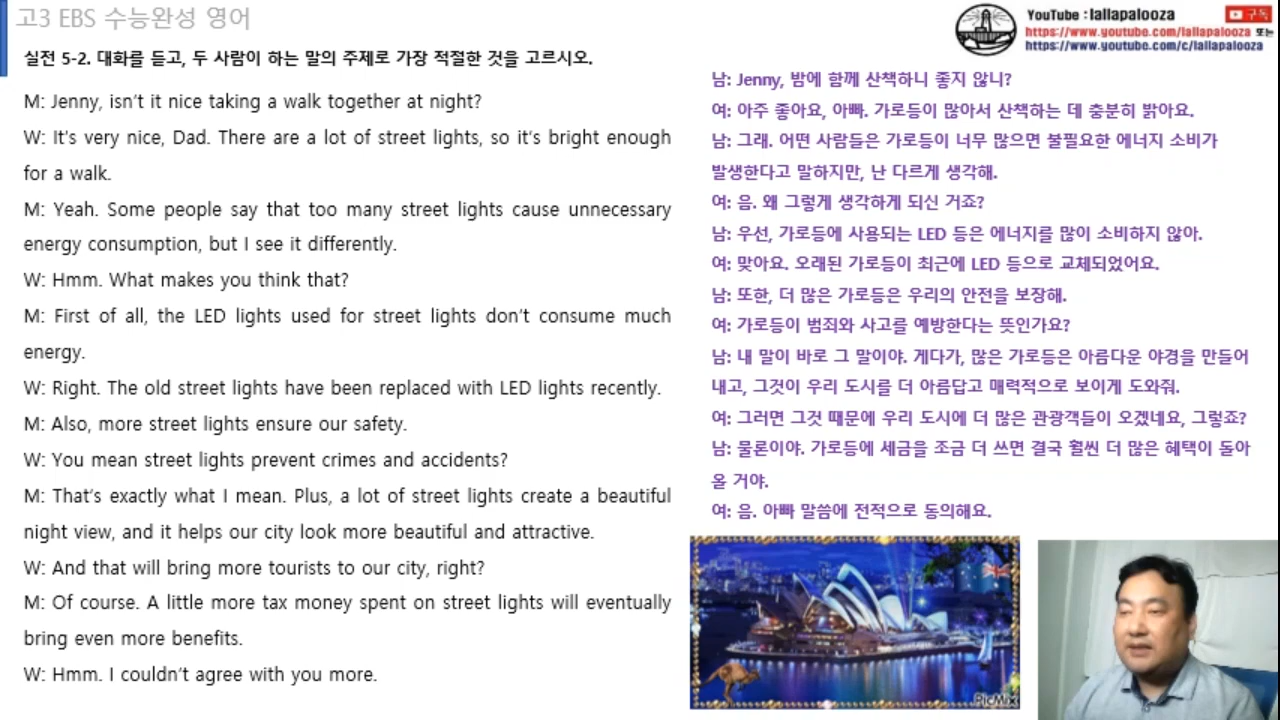 고3 EBS 수능완성 영어
YouTube : lallapalooza
구독
https://www.youtube.com/lallapalooza 또는
https://www.youtube.com/c/lallapalooza
실전 5-2. 대화를 듣고, 두 사람이 하는 말의 주제로 가장 적절한 것을 고르시오.
M: Jenny, isn't it nice taking a walk together at night?
W: It's very nice, Dad. There are a lot of street lights, so it's bright enough
for a walk.
M: Yeah. Some people say that too many street lights cause unnecessary
energy consumption, but I see it differently.
W: Hmm. What makes you think that?
M: First of all, the LED lights used for street lights don't consume much
energy.
W: Right. The old street lights have been replaced with LED lights recently.
M: Also, more street lights ensure our safety.
W: You mean street lights prevent crimes and accidents?
M: That's exactly what I mean. Plus, a lot of street lights create a beautiful
night view, and it helps our city look more beautiful and attractive.
W: And that will bring more tourists to our city, right?
M: Of course. A little more tax money spent on street lights will eventually
bring even more benefits.
W: Hmm. I couldn't agree with you more.
남: Jenny, 밤에 함께 산책하니 좋지 않니?
여: 아주 좋아요, 아빠. 가로등이 많아서 산책하는 데 충분히 밝아요.
남: 그래. 어떤 사람들은 가로등이 너무 많으면 불필요한 에너지 소비가
발생한다고 말하지만, 난 다르게 생각해.
여: 음. 왜 그렇게 생각하게 되신 거죠?
남: 우선, 가로등에 사용되는 LED 등은 에너지를 많이 소비하지 않아.
여: 맞아요. 오래된 가로등이 최근에 LED 등으로 교체되었어요.
남: 또한, 더 많은 가로등은 우리의 안전을 보장해.
여: 가로등이 범죄와 사고를 예방한다는 뜻인가요?
남: 내 말이 바로 그 말이야. 게다가, 많은 가로등은 아름다운 야경을 만들어
내고, 그것이 우리 도시를 더 아름답고 매력적으로 보이게 도와줘.
여: 그러면 그것 때문에 우리 도시에 더 많은 관광객들이 오겠네요, 그렇죠?
남: 물론이야. 가로등에 세금을 조금 더 쓰면 결국 훨씬 더 많은 혜택이 돌아
올 거야.
여: 음. 아빠 말씀에 전적으로 동의해요.
PicMix